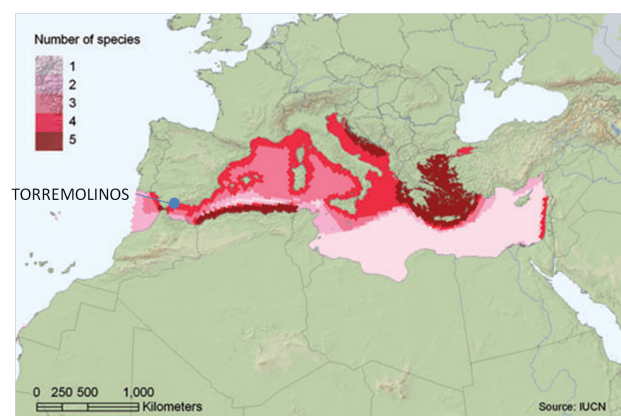 Number of species
1
2
3
4
5
TORREMOLINOS
0 250 500 1,000
Kilometers
Source: IUCN